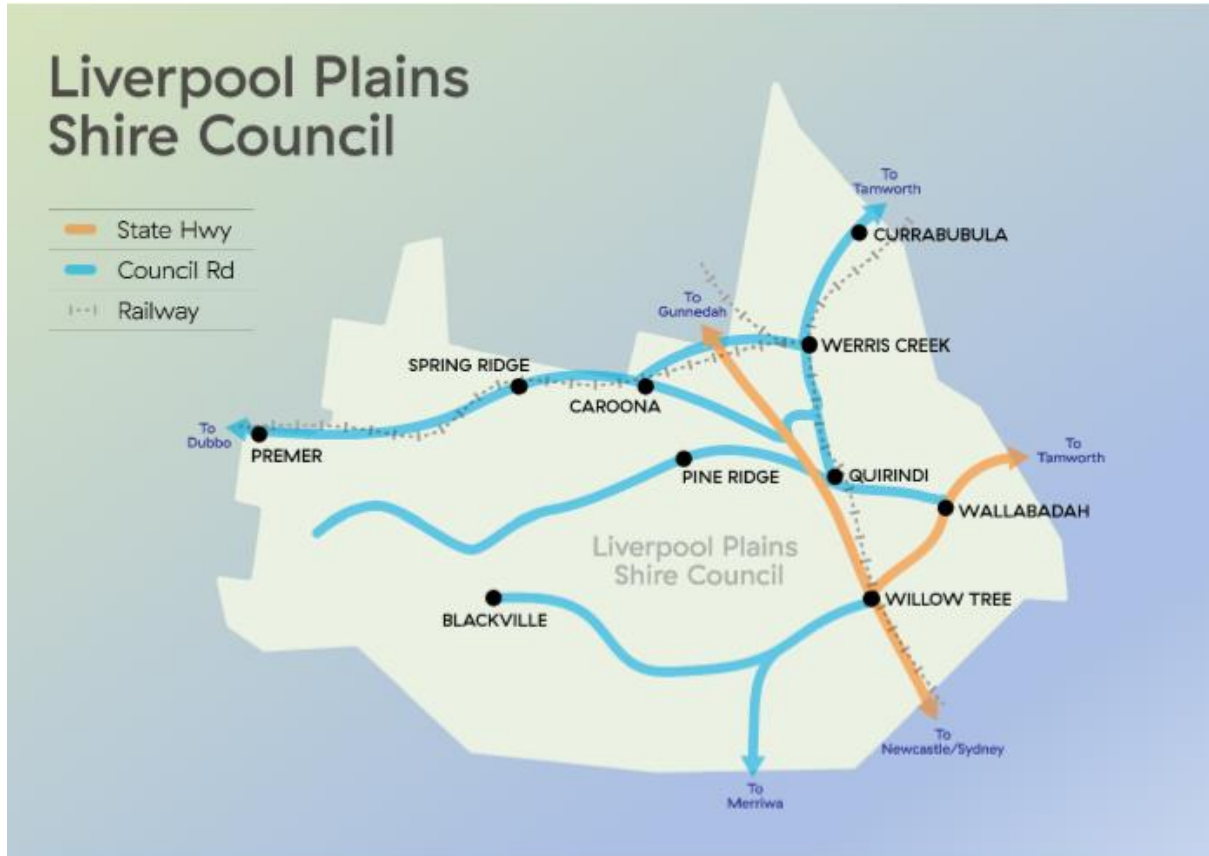 Liverpool Plains
Shire Council
State Hwy
Council Rd
Railway
To
Tamworth
CURRABUBULA
To
Gunnedah
WERRIS CREEK
SPRING RIDGE
CAROONA
To
Dubbo
PREMER
PINE RIDGE
QUIRINDI
To
Tamworth
WALLABADAH
Liverpool Plains
Shire Council
WILLOW TREE
BLACKVILLE
To
Newcastle/Sydney
To
Merriwa